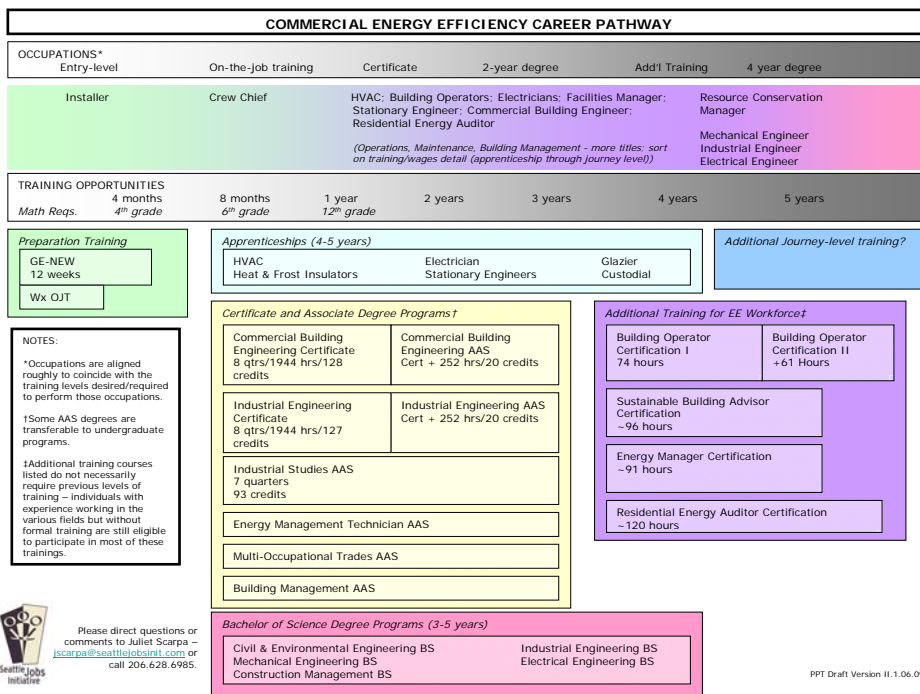 COMMERCIAL ENERGY EFFICIENCY CAREER PATHWAY
OCCUPATIONS*
Entry-level On-the-job training Certificate 2-year degree Add'l Training 4 year degree
Installer
Crew Chief
HVAC; Building Operators; Electricians; Facilities Manager;
Stationary Engineer; Commercial Building Engineer;
Residential Energy Auditor
(Operations, Maintenance, Building Management - more titles: sort
on training/wages detail (apprenticeship through journey level))
Resource Conservation
Manager
Mechanical Engineer
Industrial Engineer
Electrical Engineer
TRAINING OPPORTUNITIES
4 months 8 months 1 year 2 years 3 years 4 years 5 years
Math Reqs. 4th grade 6th grade 12th grade
Preparation Training
GE-NEW
12 weeks
Wx OJT
Apprenticeships (4-5 years)
HVAC Electrician Glazier
Heat & Frost Insulators Stationary Engineers Custodial
Additional Journey-level training?
Certificate and Associate Degree Programs†
Commercial Building
Engineering Certificate
8 qtrs/1944 hrs/128
credits
Commercial Building
Engineering AAS
Cert + 252 hrs/20 credits
Industrial Engineering
Certificate
8 qtrs/1944 hrs/127
credits
Industrial Engineering AAS
Cert + 252 hrs/20 credits
Industrial Studies AAS
7 quarters
93 credits
Energy Management Technician AAS
Multi-Occupational Trades AAS
Building Management AAS
Additional Training for EE Workforce‡
Building Operator
Certification I
74 hours
Building Operator
Certification II
+61 Hours
Sustainable Building Advisor
Certification
~96 hours
Energy Manager Certification
~91 hours
Residential Energy Auditor Certification
~120 hours
NOTES:
*Occupations are aligned
roughly to coincide with the
training levels desired/required
to perform those occupations.
†Some AAS degrees are
transferable to undergraduate
programs.
‡Additional training courses
listed do not necessarily
require previous levels of
training – individuals with
experience working in the
various fields but without
formal training are still eligible
to participate in most of these
trainings.
Bachelor of Science Degree Programs (3-5 years)
Civil & Environmental Engineering BS Industrial Engineering BS
Mechanical Engineering BS Electrical Engineering BS
Construction Management BS
Seattle Jobs
Initiative
Please direct questions or
comments to Juliet Scarpa –
jscarpa@seattlejobsinit.com or
call 206.628.6985.
PPT Draft Version II.1.06.0